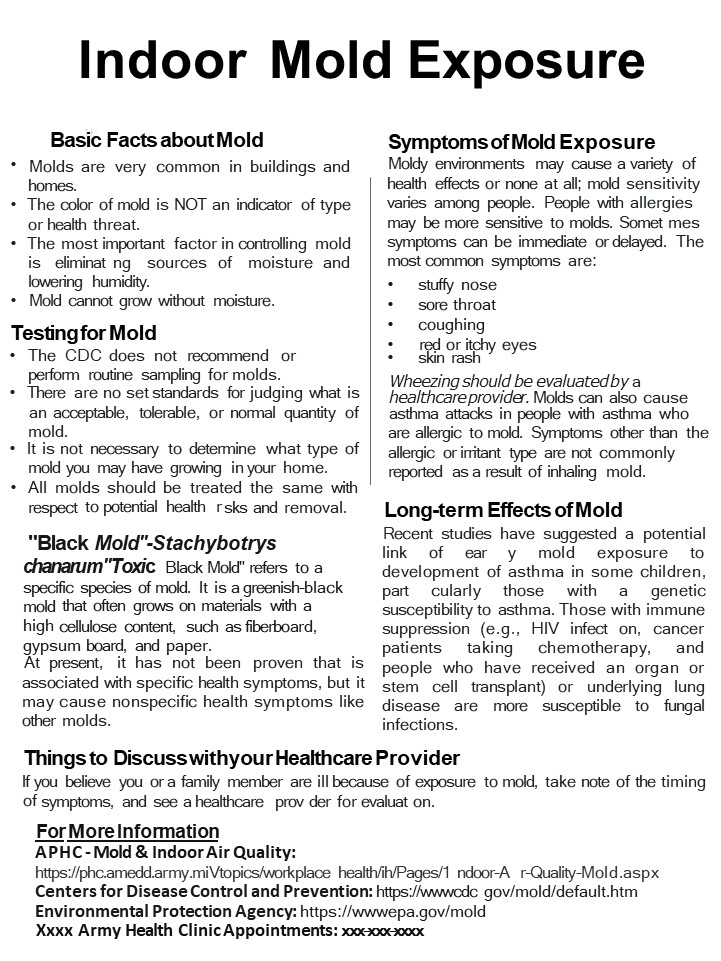 Indoor Mold Exposure
Basic Facts about Mold
• Molds are very common in buildings and
homes.
• The color of mold is NOT an indicator of type
or health threat.
• The most important factor in controlling mold
is eliminat ng sources of moisture and
lowering humidity.
• Mold cannot grow without moisture.
Testing for Mold
• The CDC does not recommend or
perform routine sampling for molds.
• There are no set standards for judging what is
an acceptable, tolerable, or normal quantity of
mold.
• It is not necessary to determine what type of
mold you may have growing in your home.
• All molds should be treated the same with
respect to potential health r sks and removal.
"Black Mold"-Stachybotrys
chanarum"Toxic Black Mold" refers to a
specific species of mold. It is a greenish-black
mold that often grows on materials with a
high cellulose content, such as fiberboard,
gypsum board, and paper.
At present, it has not been proven that is
associated with specific health symptoms, but it
may cause nonspecific health symptoms like
other molds.
Symptoms of Mold Exposure
Moldy environments may cause a variety of
health effects or none at all; mold sensitivity
varies among people. People with allergies
may be more sensitive to molds. Somet mes
symptoms can be immediate or delayed. The
most common symptoms are:
• stuffy nose
• sore throat
• coughing
• red or itchy eyes
• skin rash
Wheezing should be evaluated by a
healthcare provider. Molds can also cause
asthma attacks in people with asthma who
are allergic to mold. Symptoms other than the
allergic or irritant type are not commonly
reported as a result of inhaling mold.
Long-term Effects of Mold
Recent studies have suggested a potential
link of ear y mold exposure to
development of asthma in some children,
part cularly those with a genetic
susceptibility to asthma. Those with immune
suppression (e.g., HIV infect on, cancer
patients taking chemotherapy, and
people who have received an organ or
stem cell transplant) or underlying lung
disease are more susceptible to fungal
infections.
Things to Discuss with your Healthcare Provider
If you believe you or a family member are ill because of exposure to mold, take note of the timing
of symptoms, and see a healthcare prov der for evaluat on.
For More Information
APHC - Mold & Indoor Air Quality:
https://phc.amedd.army.miVtopics/workplace health/ih/Pages/1 ndoor-A r-Quality-Mold.aspx
Centers for Disease Control and Prevention: https://wwwcdc gov/mold/default.htm
Environmental Protection Agency: https://wwwepa.gov/mold
Xxxx Army Health Clinic Appointments: xxx-xxx-xxxx